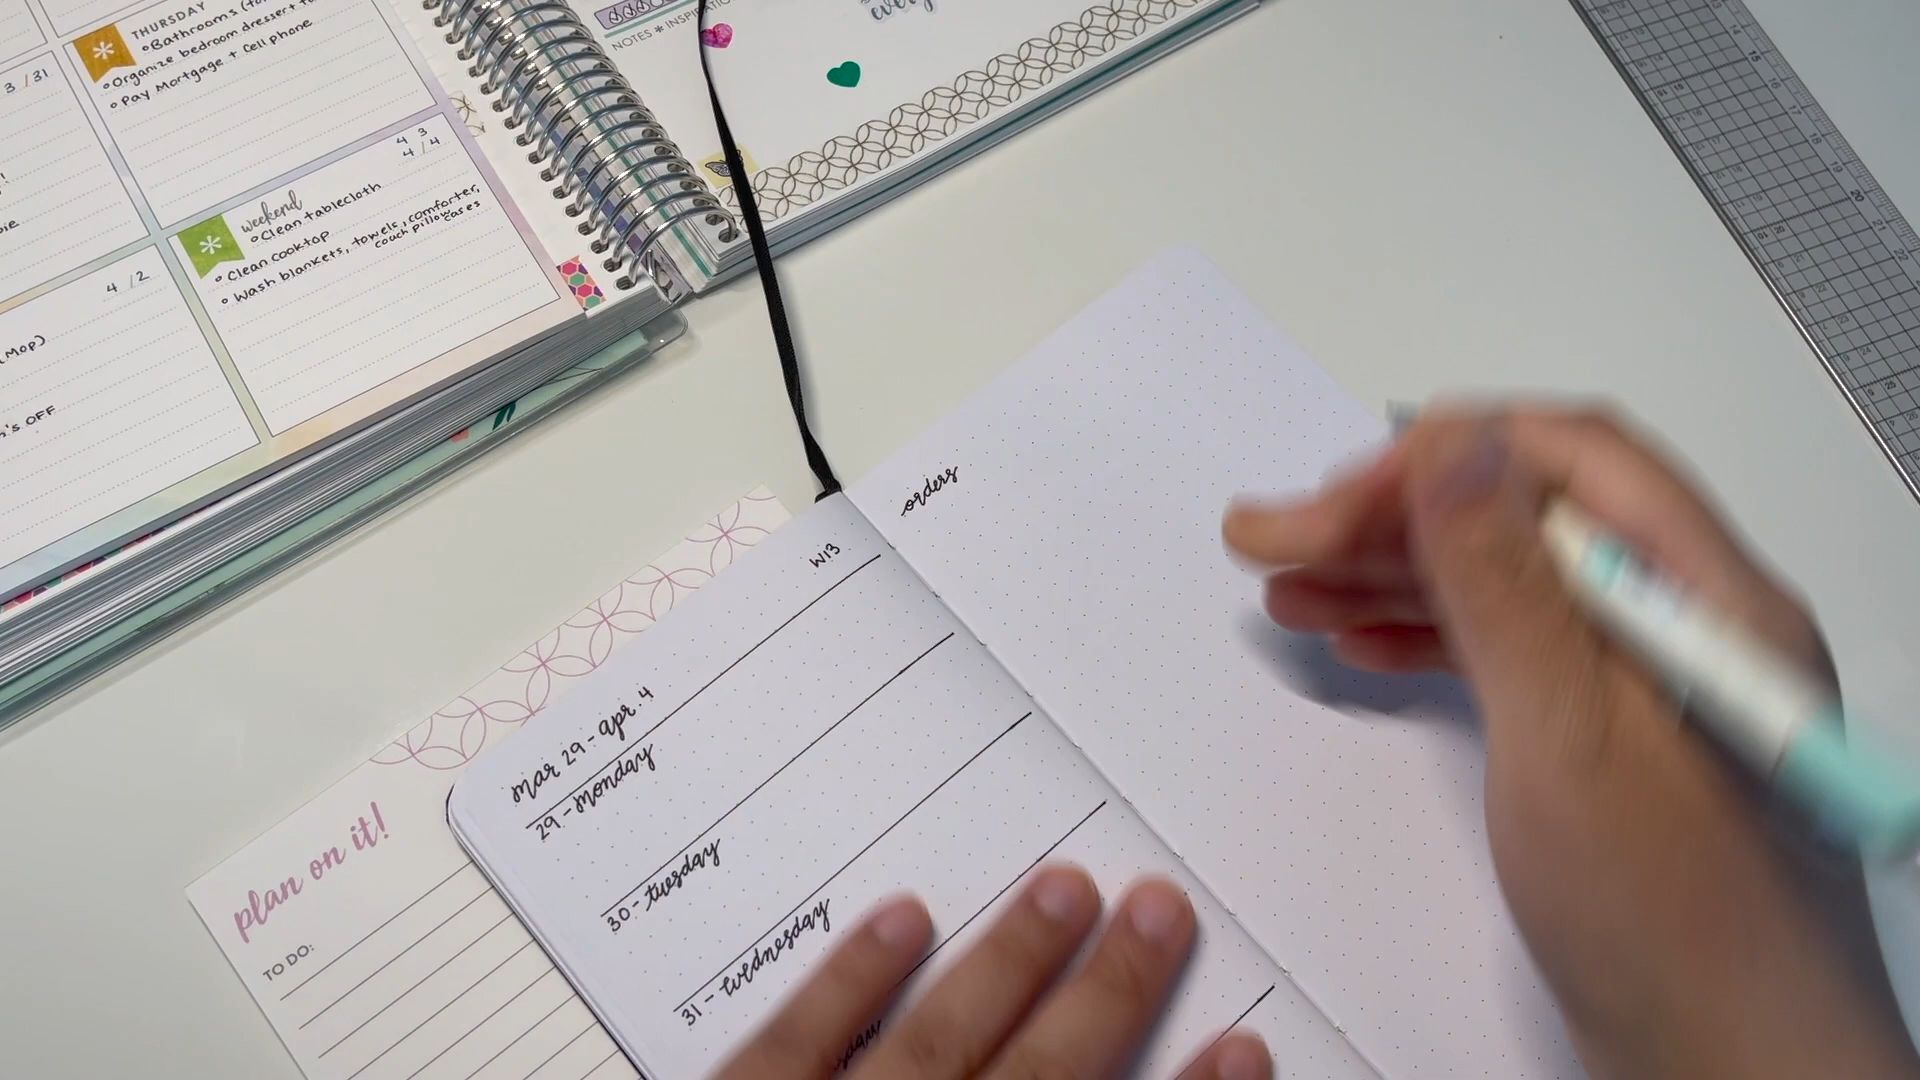 THURSDAY
Bathrooms
Organize bedroom dresser
Pay Mortgage + Cell phone
3/31
4 3
4/4
weekend
Clean tablecloth
Clean cooktop
Wash blankets, towels, comforter,
couch pillow cases
4/2
(Mop)
OFF
NOTES * INSPIRATION
every
orders
W13
mar 29 - apr. 4
29 - monday
30 - tuesday
31 - wednesday
plan on it!
TO DO: